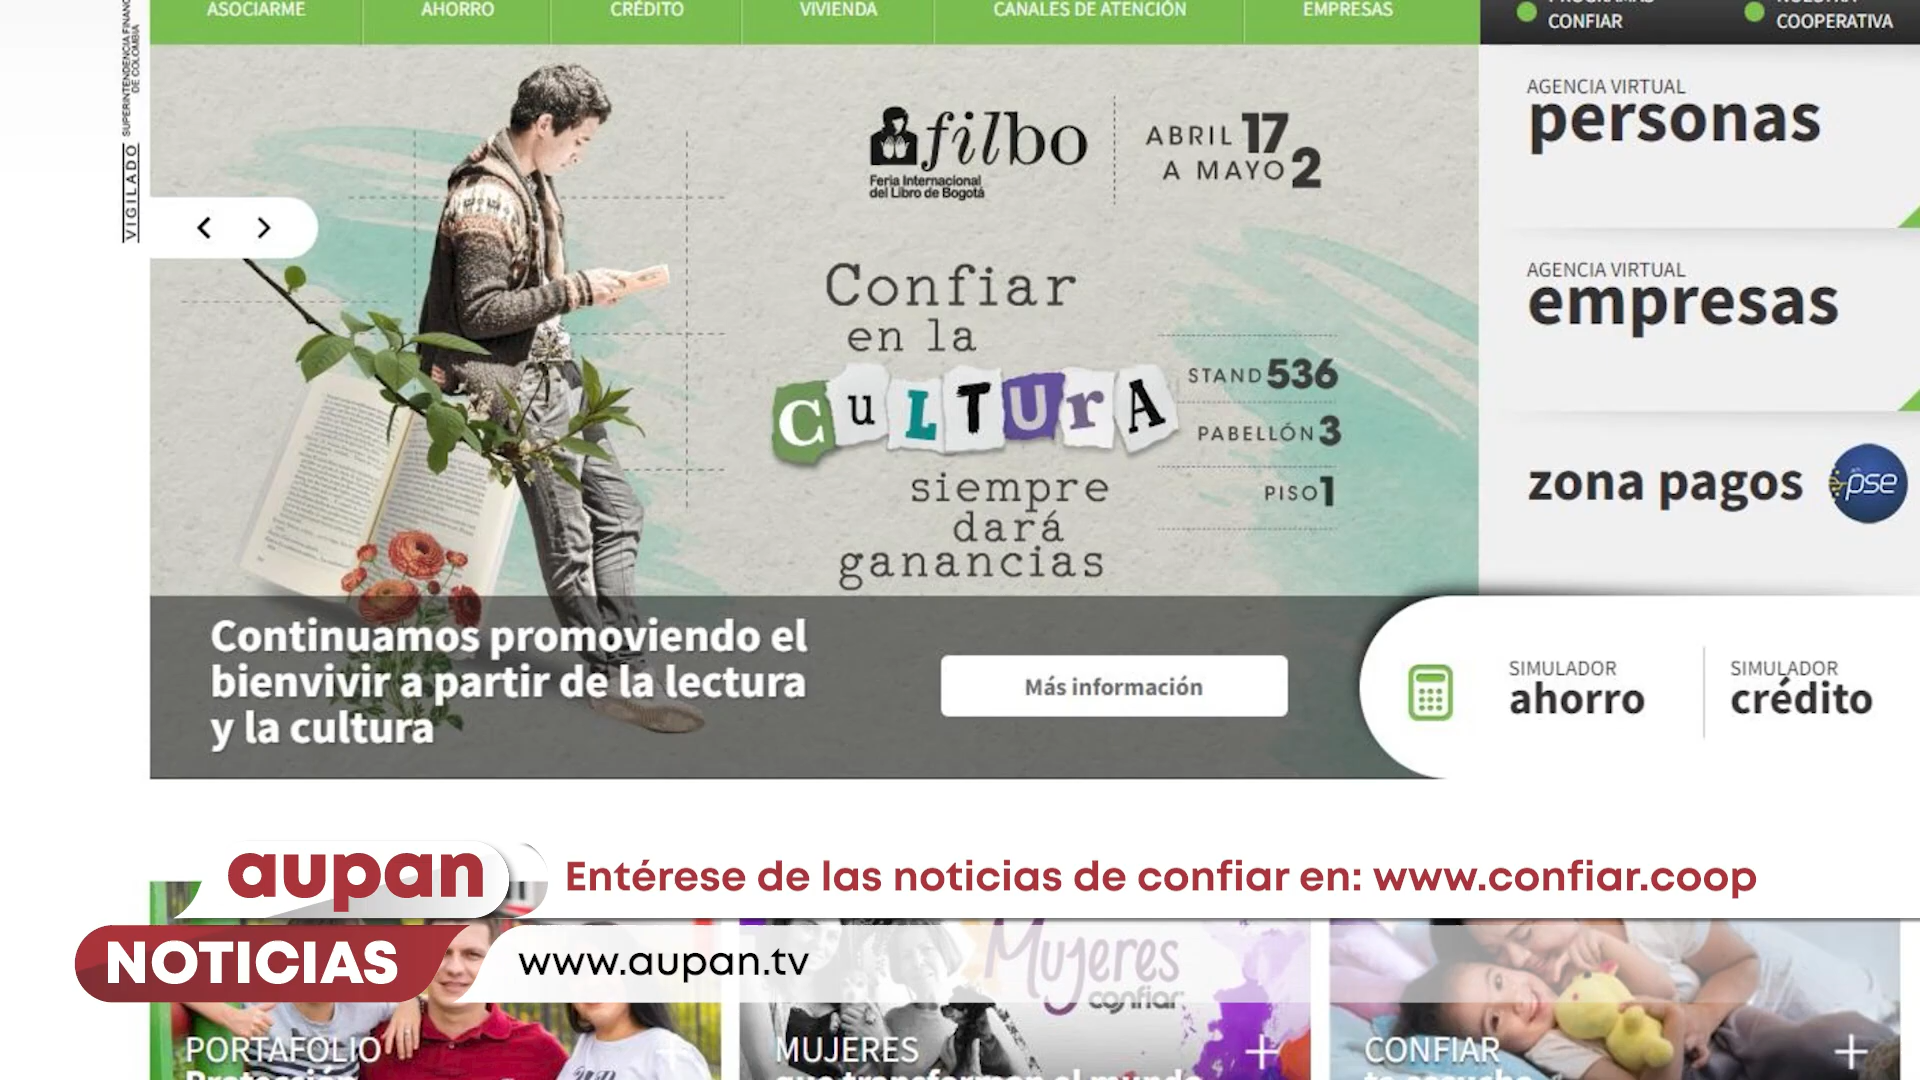 ASOCIARME
AHORRO
CRÉDITO
VIVIENDA
CANALES DE ATENCIÓN
EMPRESAS
CONFIAR
COOPERATIVA
VIGILADO
SUPERINTENDENCIA
DE COLOMBIA
filbo
Feria Internacional
del Libro de Bogotá
ABRIL 17
A MAYO 2
Confiar
en la
CuLTUrA
siempre
dará
ganancias
STAND 536
PABELLÓN 3
PISO 1
AGENCIA VIRTUAL
personas
AGENCIA VIRTUAL
empresas
zona pagos
pse
Continuamos promoviendo el
bienvivir a partir de la lectura
y la cultura
Más información
SIMULADOR
ahorro
SIMULADOR
crédito
aupan
Entérese de las noticias de confiar en: www.confiar.coop
NOTICIAS
www.aupan.tv
Mujeres
confiar
PORTAFOLIO
MUJERES
CONFIAR